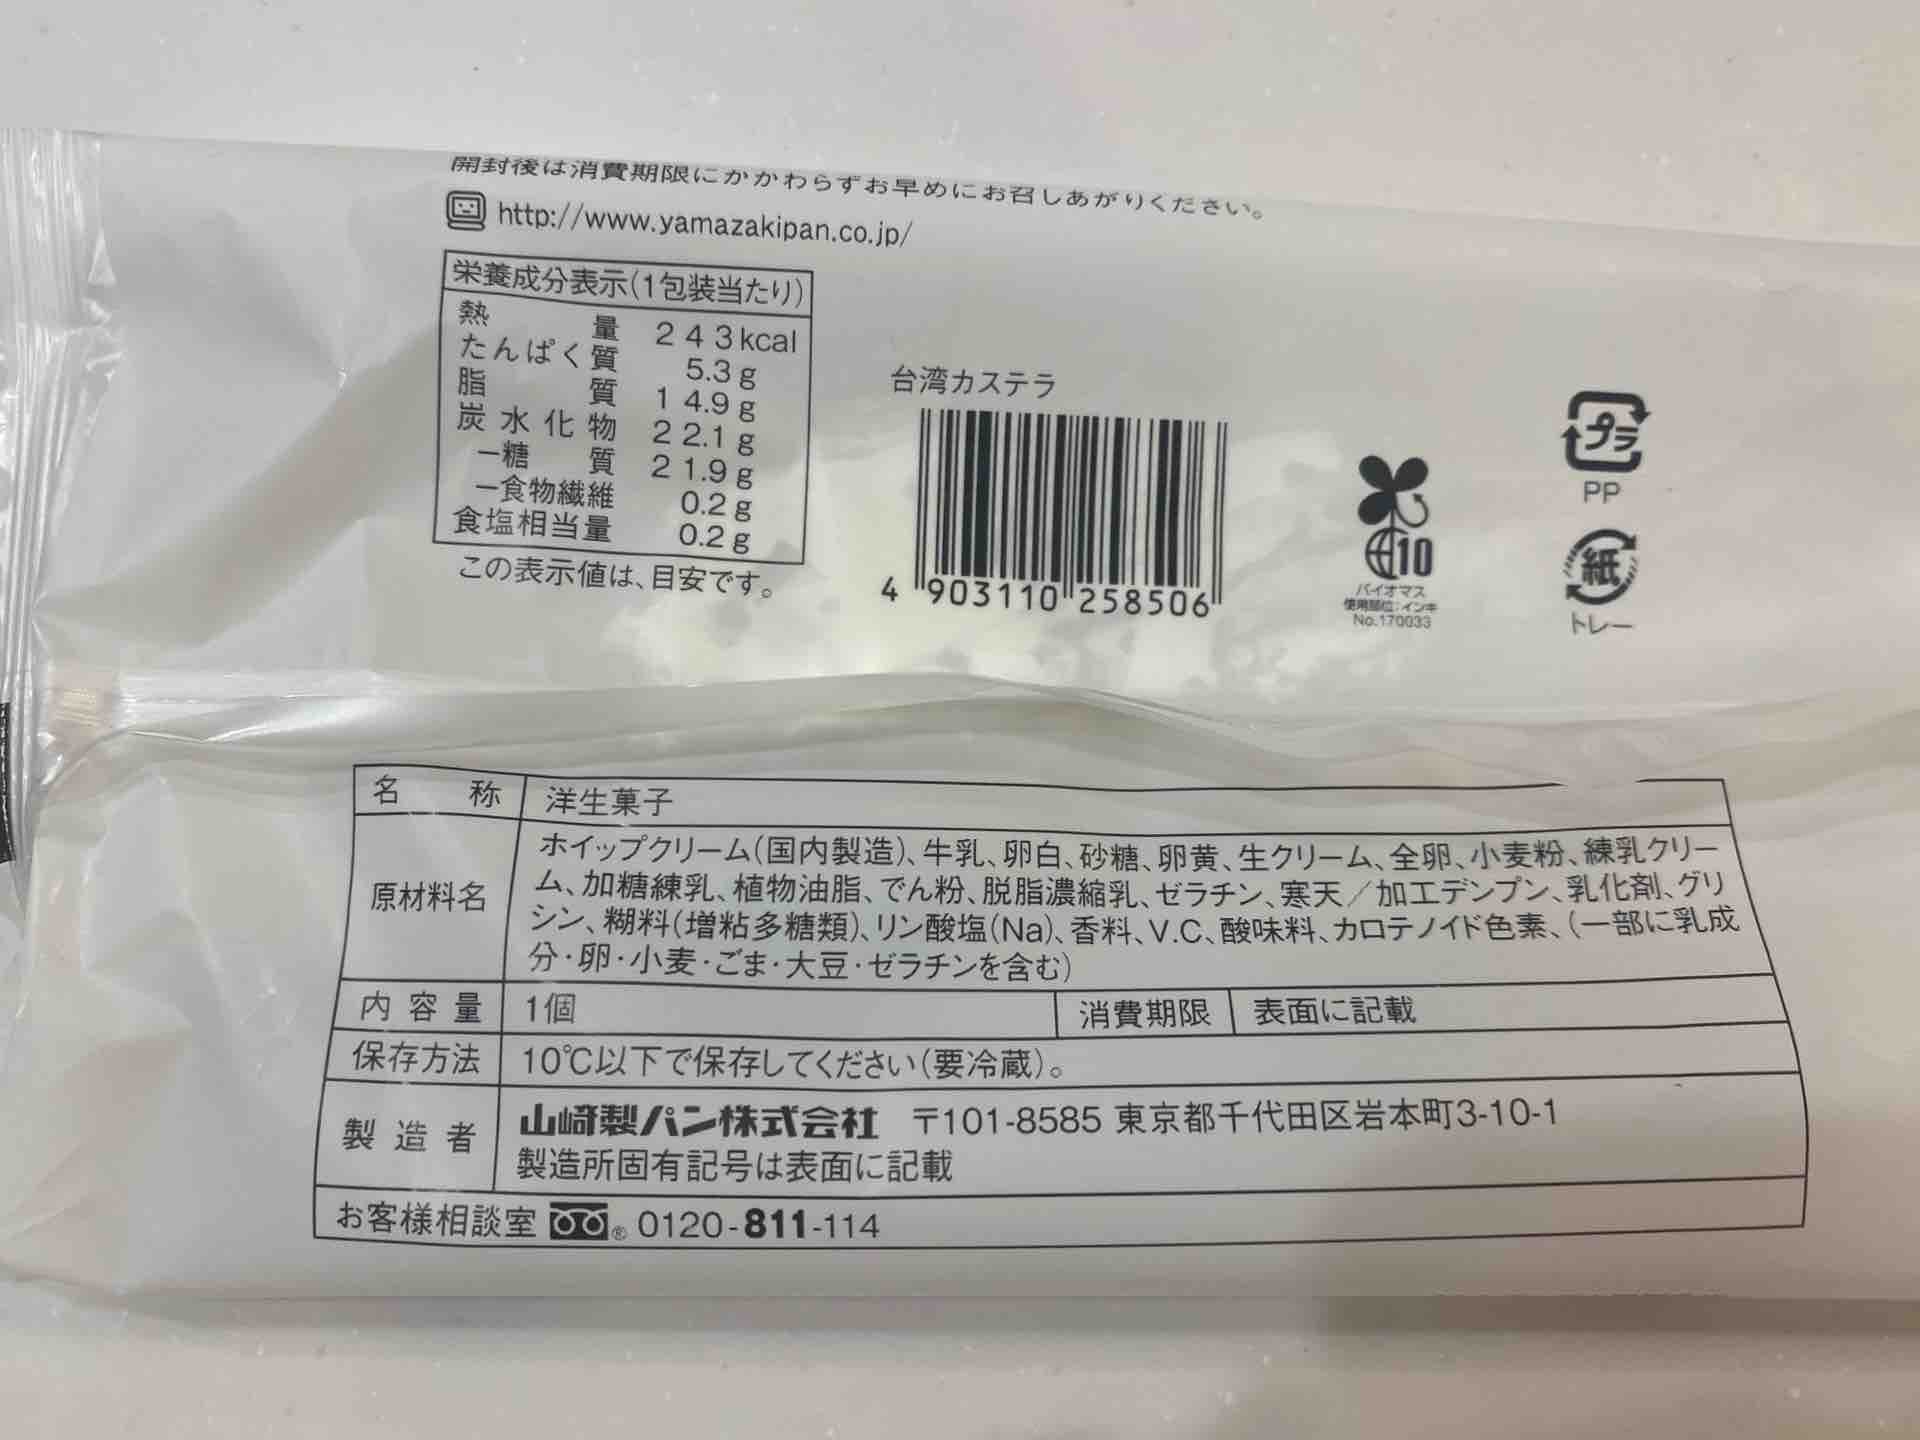 開封後は消費期限にかかわらずお早めにお召しあがりください。
http://www.yamazakipan.co.jp/
栄養成分表示(1包装当たり)
熱量 243kcal
たんぱく質 5.3g
脂質 14.9g
炭水化物 22.1g
−糖質 21.9g
−食物繊維 0.2g
食塩相当量 0.2g
この表示値は、目安です。
台湾カステラ
4 903110 258506
10
バイオマス
使用部位:インキ
No.170033
プラ
PP
紙
トレー
名称 洋生菓子
原材料名
ホイップクリーム(国内製造)、牛乳、卵白、砂糖、卵黄、生クリーム、全卵、小麦粉、練乳クリー
ム、加糖練乳、植物油脂、でん粉、脱脂濃縮乳、ゼラチン、寒天/加工デンプン、乳化剤、グリ
シン、糊料(増粘多糖類)、リン酸塩(Na)、香料、V.C、酸味料、カロテノイド色素、(一部に乳成
分・卵・小麦・ごま・大豆・ゼラチンを含む)
内容量 1個 消費期限 表面に記載
保存方法 10℃以下で保存してください(要冷蔵)。
製造者 山崎製パン株式会社 〒101-8585 東京都千代田区岩本町3-10-1
製造所固有記号は表面に記載
お客様相談室 ® 0120-811-114